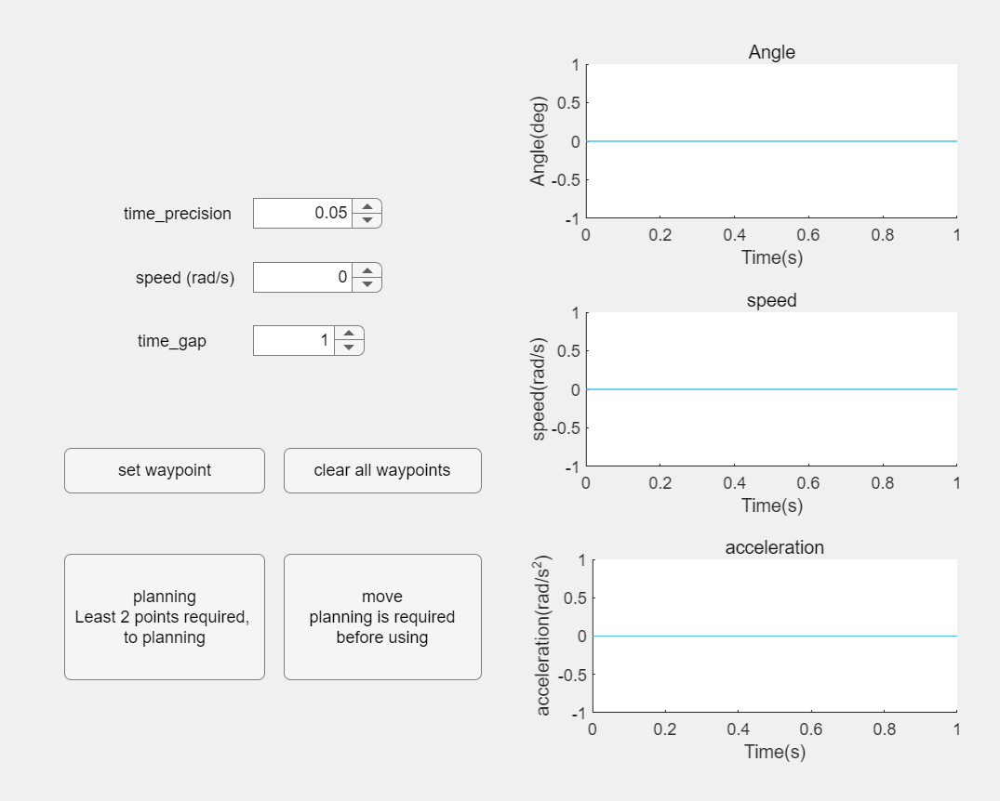 time_precision
0.05
speed (rad/s)
0
time_gap
1
set waypoint
clear all waypoints
planning
Least 2 points required,
to planning
move
planning is required
before using
Angle
Angle(deg)
1
0.5
0
-0.5
-1
0 0.2 0.4 0.6 0.8 1
Time(s)
speed
speed(rad/s)
1
0.5
0
-0.5
-1
0 0.2 0.4 0.6 0.8 1
Time(s)
acceleration
acceleration(rad/s²)
1
0.5
0
-0.5
-1
0 0.2 0.4 0.6 0.8 1
Time(s)